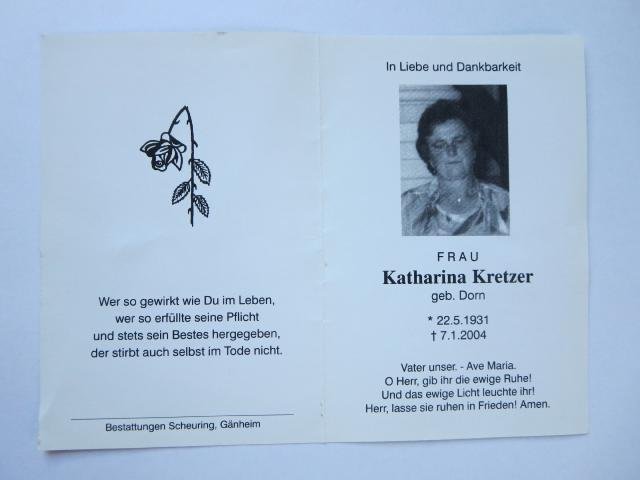 Wer so gewirkt wie Du im Leben,
wer so erfüllte seine Pflicht
und stets sein Bestes hergegeben,
der stirbt auch selbst im Tode nicht.
Bestattungen Scheuring, Gänheim
In Liebe und Dankbarkeit
FRAU
Katharina Kretzer
geb. Dorn
* 22.5.1931
† 7.1.2004
Vater unser. - Ave Maria.
O Herr, gib ihr die ewige Ruhe!
Und das ewige Licht leuchte ihr!
Herr, lasse sie ruhen in Frieden! Amen.